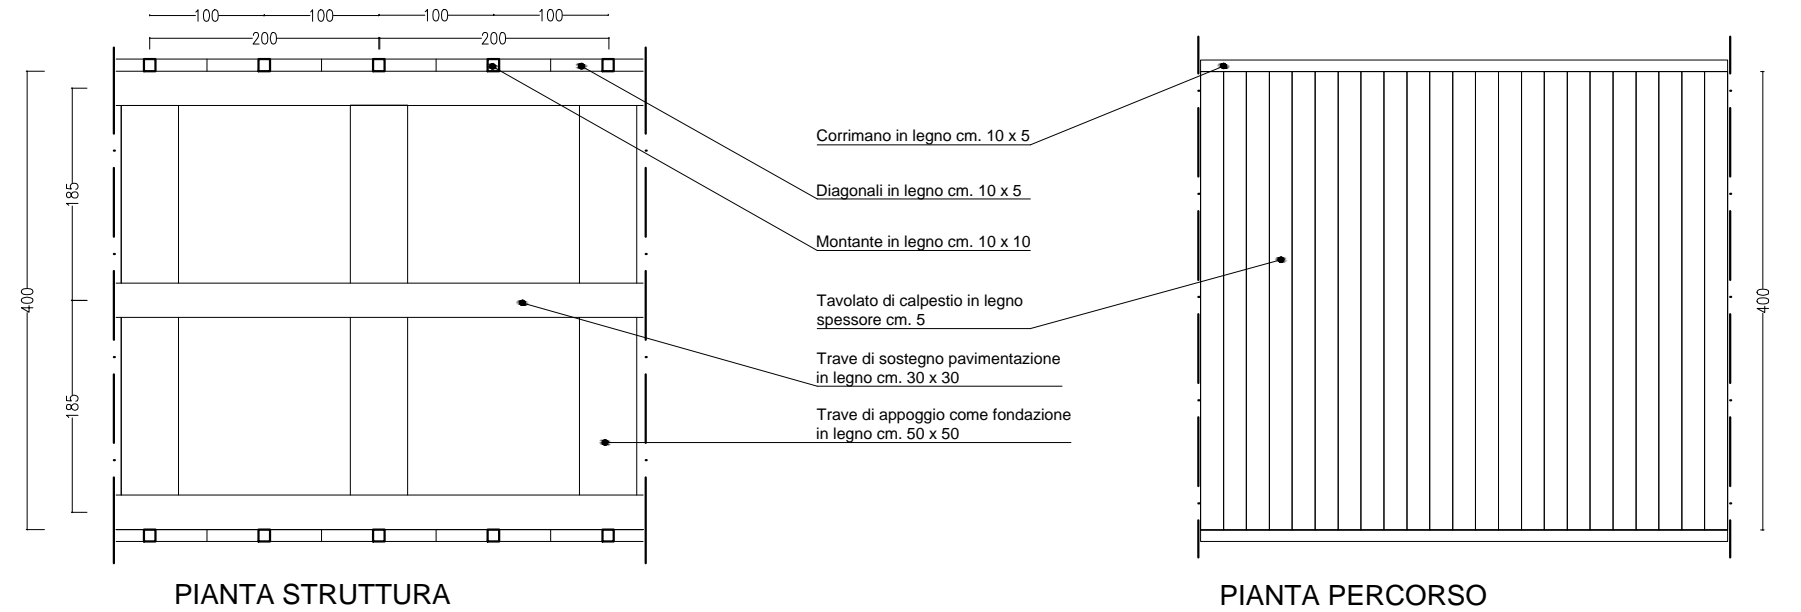 100
100
100
100
200
200
400
185
185
Corrimano in legno cm. 10 x 5
Diagonali in legno cm. 10 x 5
Montante in legno cm. 10 x 10
Tavolato di calpestio in legno
spessore cm. 5
Trave di sostegno pavimentazione
in legno cm. 30 x 30
Trave di appoggio come fondazione
in legno cm. 50 x 50
400
PIANTA STRUTTURA
PIANTA PERCORSO